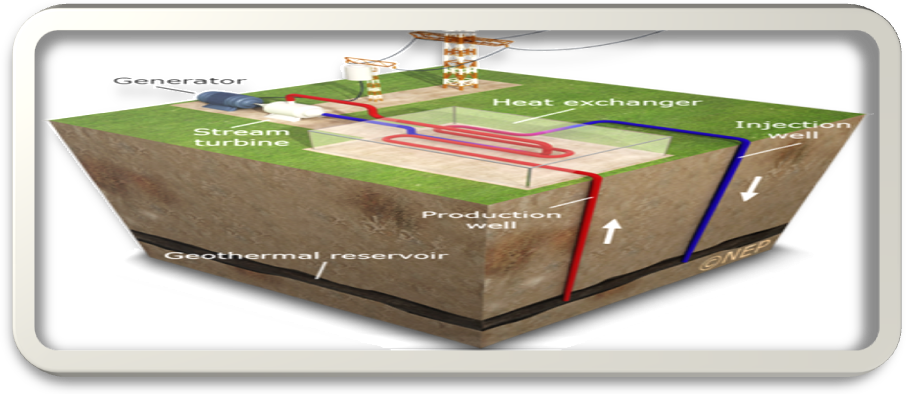 Generator
Heat exchanger
Stream
turbine
Injection
well
Production
well
Geothermal reservoir
©NEP